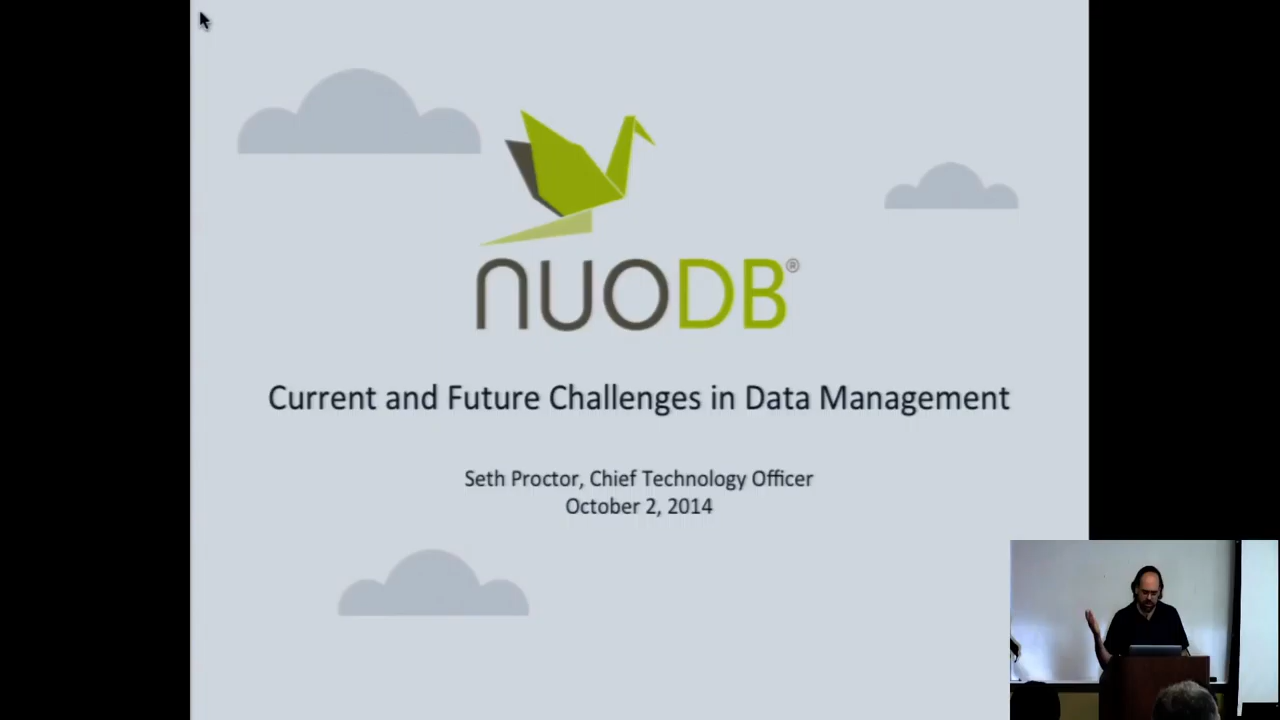 NUODB®
Current and Future Challenges in Data Management
Seth Proctor, Chief Technology Officer
October 2, 2014